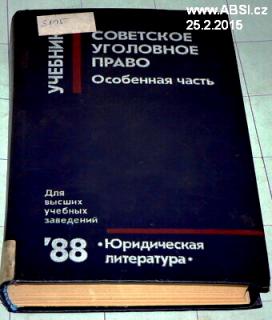 www.ABSI.cz
25.2.2015
УЧЕБНИК
СОВЕТСКОЕ
УГОЛОВНОЕ
ПРАВО
Особенная часть
Для
высших
учебных
заведений
'88
•Юридическая
литература•